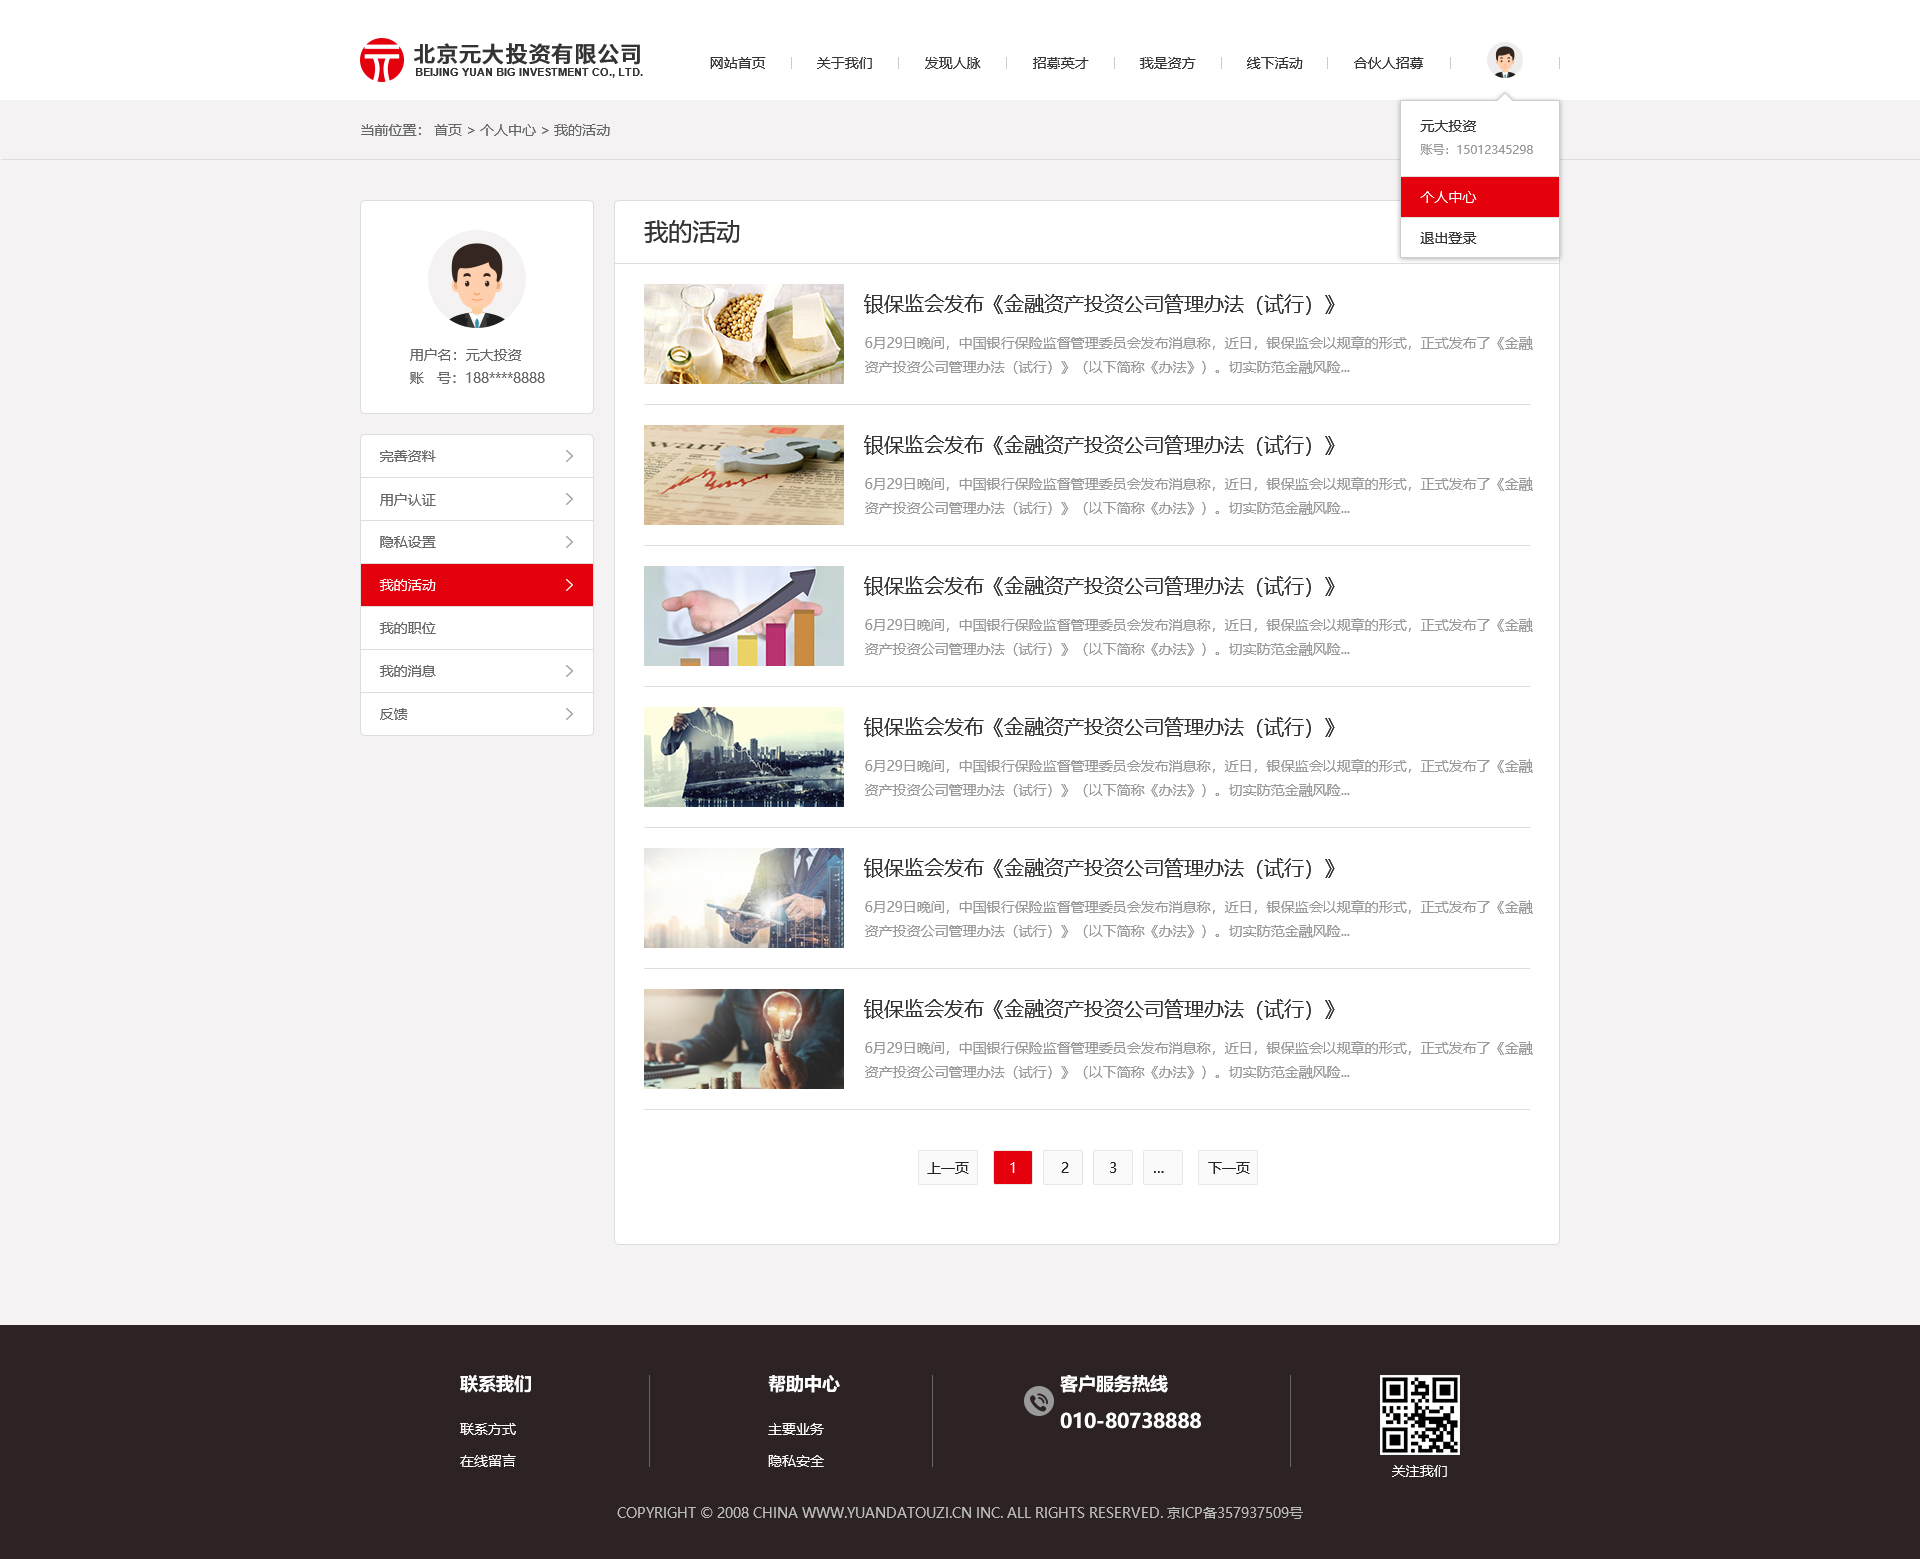 北京元大投资有限公司
BEIJING YUAN BIG INVESTMENT CO., LTD.
网站首页
关于我们
发现人脉
招募英才
我是资方
线下活动
合伙人招募
当前位置： 首页 > 个人中心 > 我的活动
元大投资
账号：15012345298
个人中心
退出登录
用户名：元大投资
账 号：188****8888
完善资料
用户认证
隐私设置
我的活动
我的职位
我的消息
反馈
我的活动
银保监会发布《金融资产投资公司管理办法（试行）》
6月29日晚间，中国银行保险监督管理委员会发布消息称，近日，银保监会以规章的形式，正式发布了《金融
资产投资公司管理办法（试行）》（以下简称《办法》）。切实防范金融风险...
wari
银保监会发布《金融资产投资公司管理办法（试行）》
6月29日晚间，中国银行保险监督管理委员会发布消息称，近日，银保监会以规章的形式，正式发布了《金融
资产投资公司管理办法（试行）》（以下简称《办法》）。切实防范金融风险...
银保监会发布《金融资产投资公司管理办法（试行）》
6月29日晚间，中国银行保险监督管理委员会发布消息称，近日，银保监会以规章的形式，正式发布了《金融
资产投资公司管理办法（试行）》（以下简称《办法》）。切实防范金融风险...
银保监会发布《金融资产投资公司管理办法（试行）》
6月29日晚间，中国银行保险监督管理委员会发布消息称，近日，银保监会以规章的形式，正式发布了《金融
资产投资公司管理办法（试行）》（以下简称《办法》）。切实防范金融风险...
银保监会发布《金融资产投资公司管理办法（试行）》
6月29日晚间，中国银行保险监督管理委员会发布消息称，近日，银保监会以规章的形式，正式发布了《金融
资产投资公司管理办法（试行）》（以下简称《办法》）。切实防范金融风险...
银保监会发布《金融资产投资公司管理办法（试行）》
6月29日晚间，中国银行保险监督管理委员会发布消息称，近日，银保监会以规章的形式，正式发布了《金融
资产投资公司管理办法（试行）》（以下简称《办法》）。切实防范金融风险...
上一页 1 2 3 ... 下一页
联系我们
联系方式
在线留言
帮助中心
主要业务
隐私安全
客户服务热线
010-80738888
关注我们
COPYRIGHT © 2008 CHINA WWW.YUANDATOUZI.CN INC. ALL RIGHTS RESERVED. 京ICP备357937509号